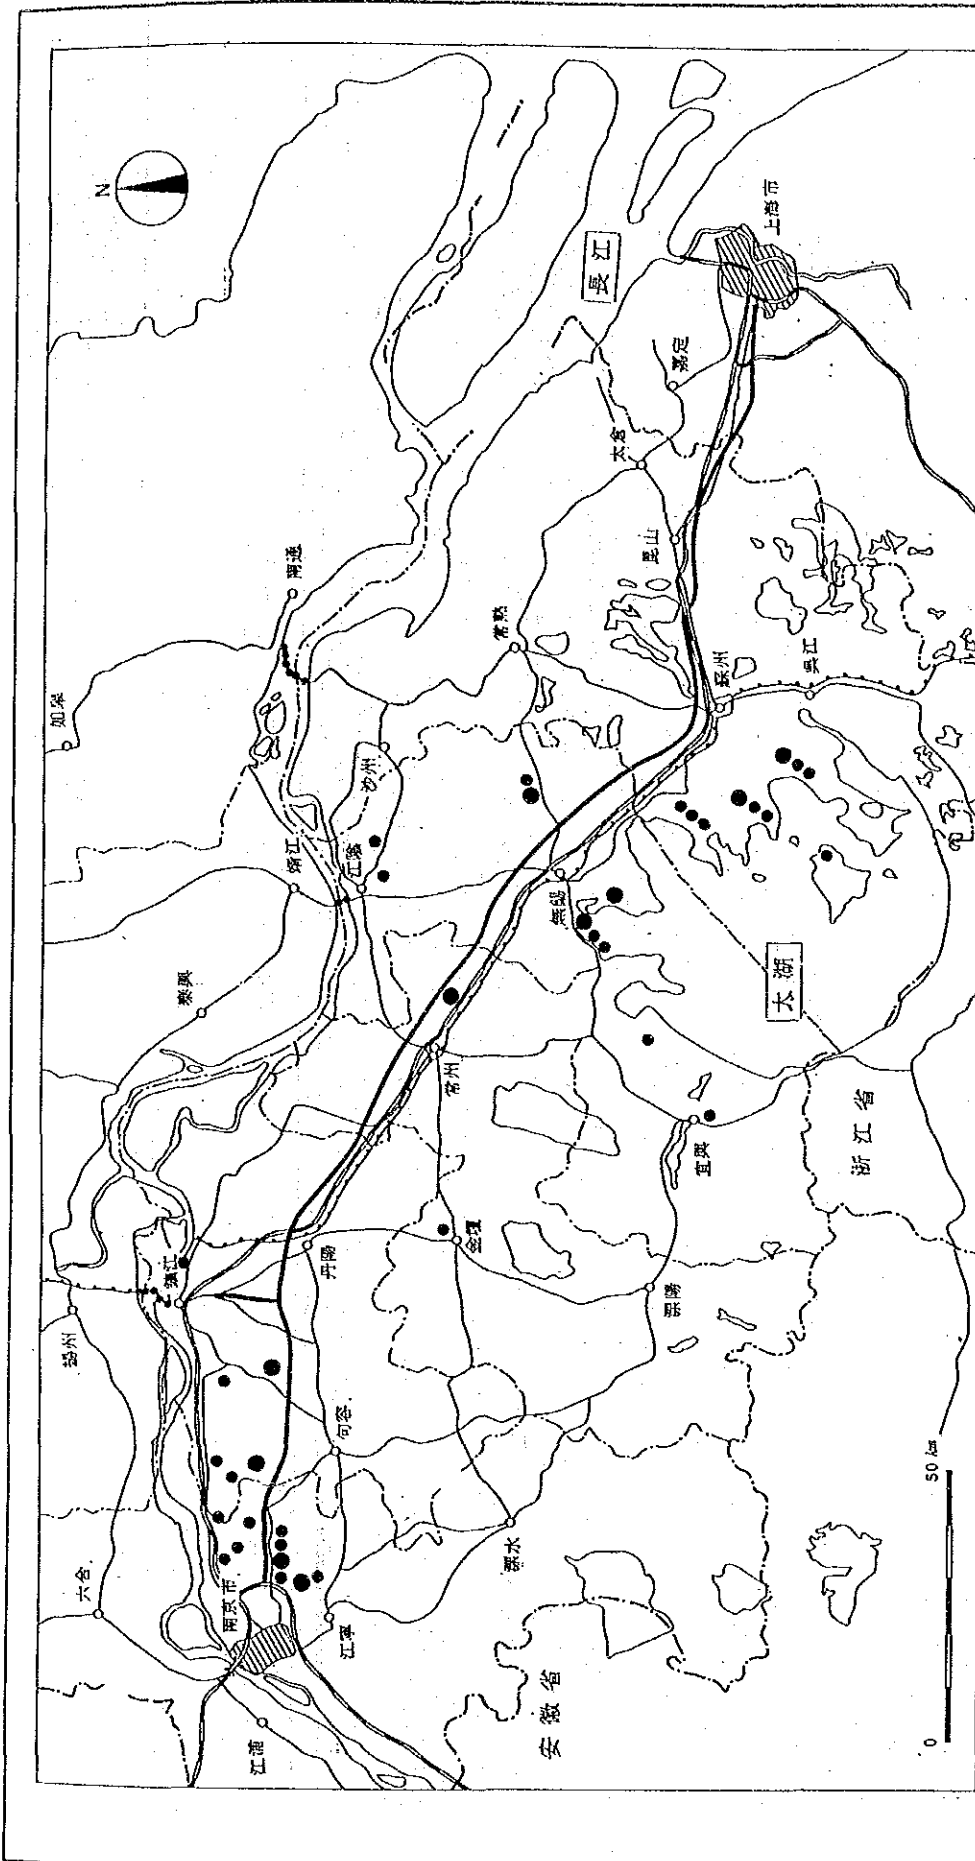 N
如皋
南通
長江
上海市
嘉定
太倉
昆山
常熟
蘇州
呉江
沙州
江陰
靖江
泰興
無錫
太湖
常州
宜興
浙江省
金壇
丹陽
鎮江
揚州
溧陽
句容
溧水
六合
南京市
江寧
江浦
安徽省
0
50 km